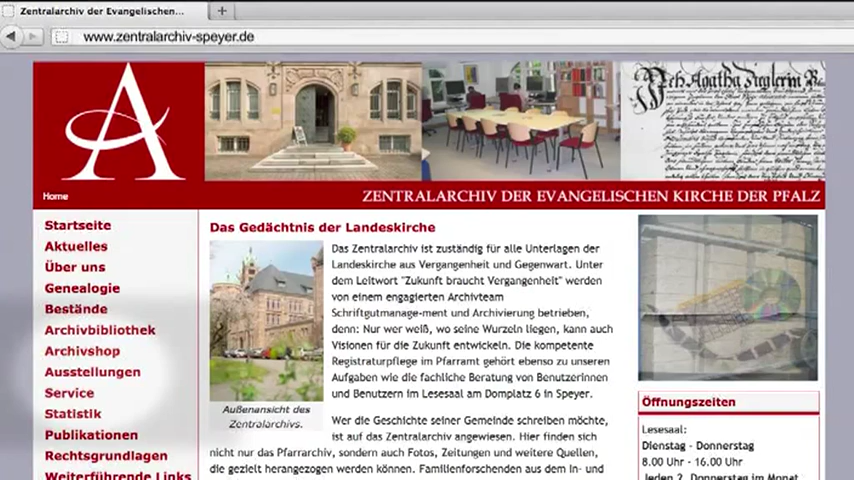 Zentralarchiv der Evangelischen...
www.zentralarchiv-speyer.de
A
Home
ZENTRALARCHIV DER EVANGELISCHEN KIRCHE DER PFALZ
Startseite
Aktuelles
Über uns
Genealogie
Bestände
Archivbibliothek
Archivshop
Ausstellungen
Service
Statistik
Publikationen
Rechtsgrundlagen
Weiterführende Links
Das Gedächtnis der Landeskirche
Das Zentralarchiv ist zuständig für alle Unterlagen der
Landeskirche aus Vergangenheit und Gegenwart. Unter
dem Leitwort "Zukunft braucht Vergangenheit" werden
von einem engagierten Archivteam
Schriftgutmanage-ment und Archivierung betrieben,
denn: Nur wer weiß, wo seine Wurzeln liegen, kann auch
Visionen für die Zukunft entwickeln. Die kompetente
Registraturpflege im Pfarramt gehört ebenso zu unseren
Aufgaben wie die fachliche Beratung von Benutzerinnen
und Benutzern im Lesesaal am Domplatz 6 in Speyer.
Außenansicht des
Zentralarchivs.
Wer die Geschichte seiner Gemeinde schreiben möchte,
ist auf das Zentralarchiv angewiesen. Hier finden sich
nicht nur das Pfarrarchiv, sondern auch Fotos, Zeitungen und weitere Quellen,
die gezielt herangezogen werden können. Familienforschenden aus dem In- und
Öffnungszeiten
Lesesaal:
Dienstag - Donnerstag
8.00 Uhr - 16.00 Uhr
Jeden 2. Donnerstag im Monat